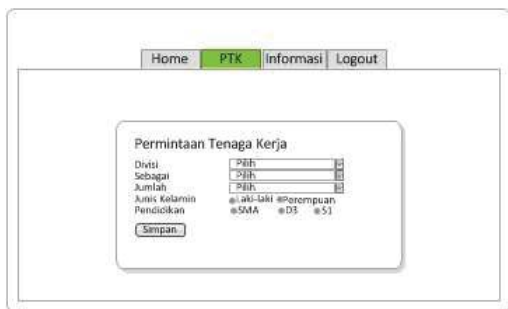 Home PTK Informasi Logout
Permintaan Tenaga Kerja
Divisi Pilih
Sebagai Pilih
Jumlah Pilih
Junis Kelamin Laki-laki Perempuan
Pendidikan SMA D3 S1
Simpan